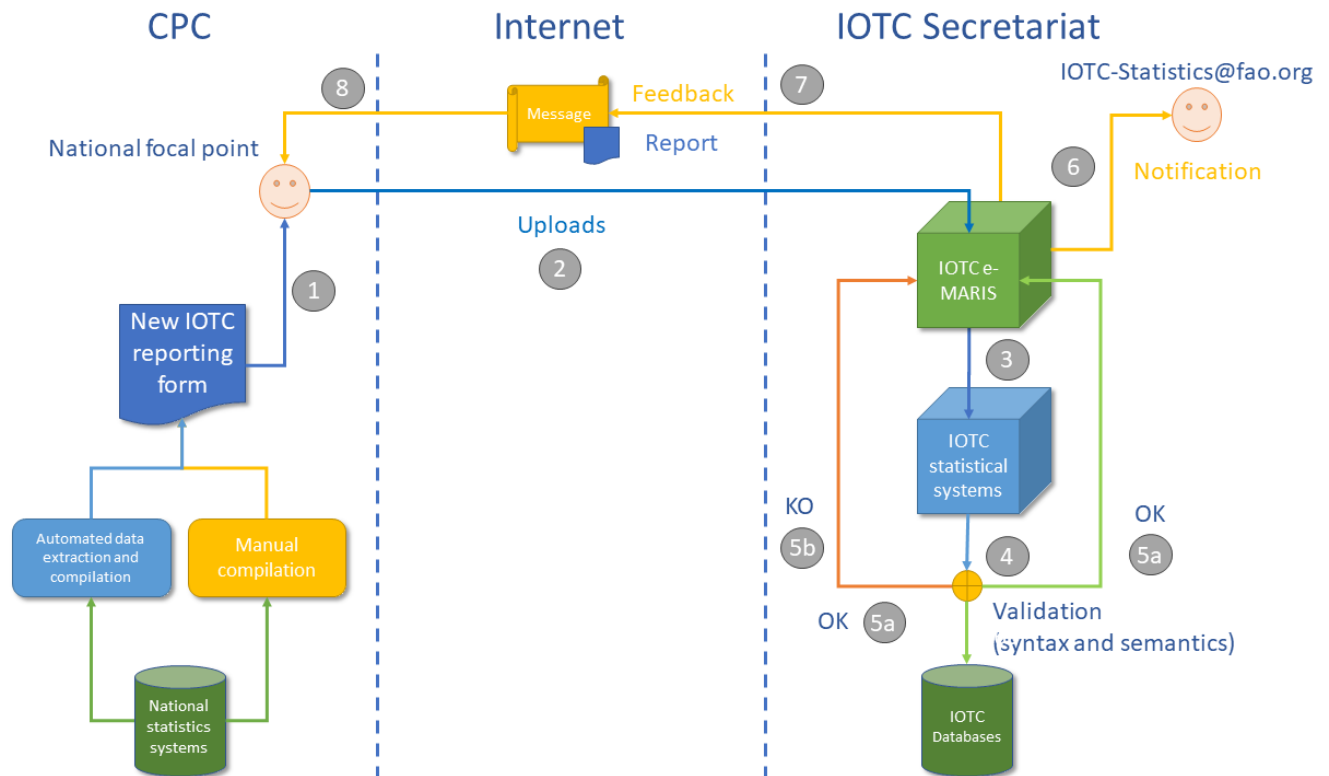 CPC
Internet
IOTC Secretariat
IOTC-Statistics@fao.org
8
7
Feedback
Message
Report
National focal point
6
Notification
Uploads
2
IOTC e-
MARIS
1
New IOTC
reporting
form
3
IOTC
statistical
systems
KO
5b
OK
5a
4
Automated data
extraction and
compilation
Manual
compilation
OK
5a
Validation
(syntax and semantics)
National
statistics
systems
IOTC
Databases